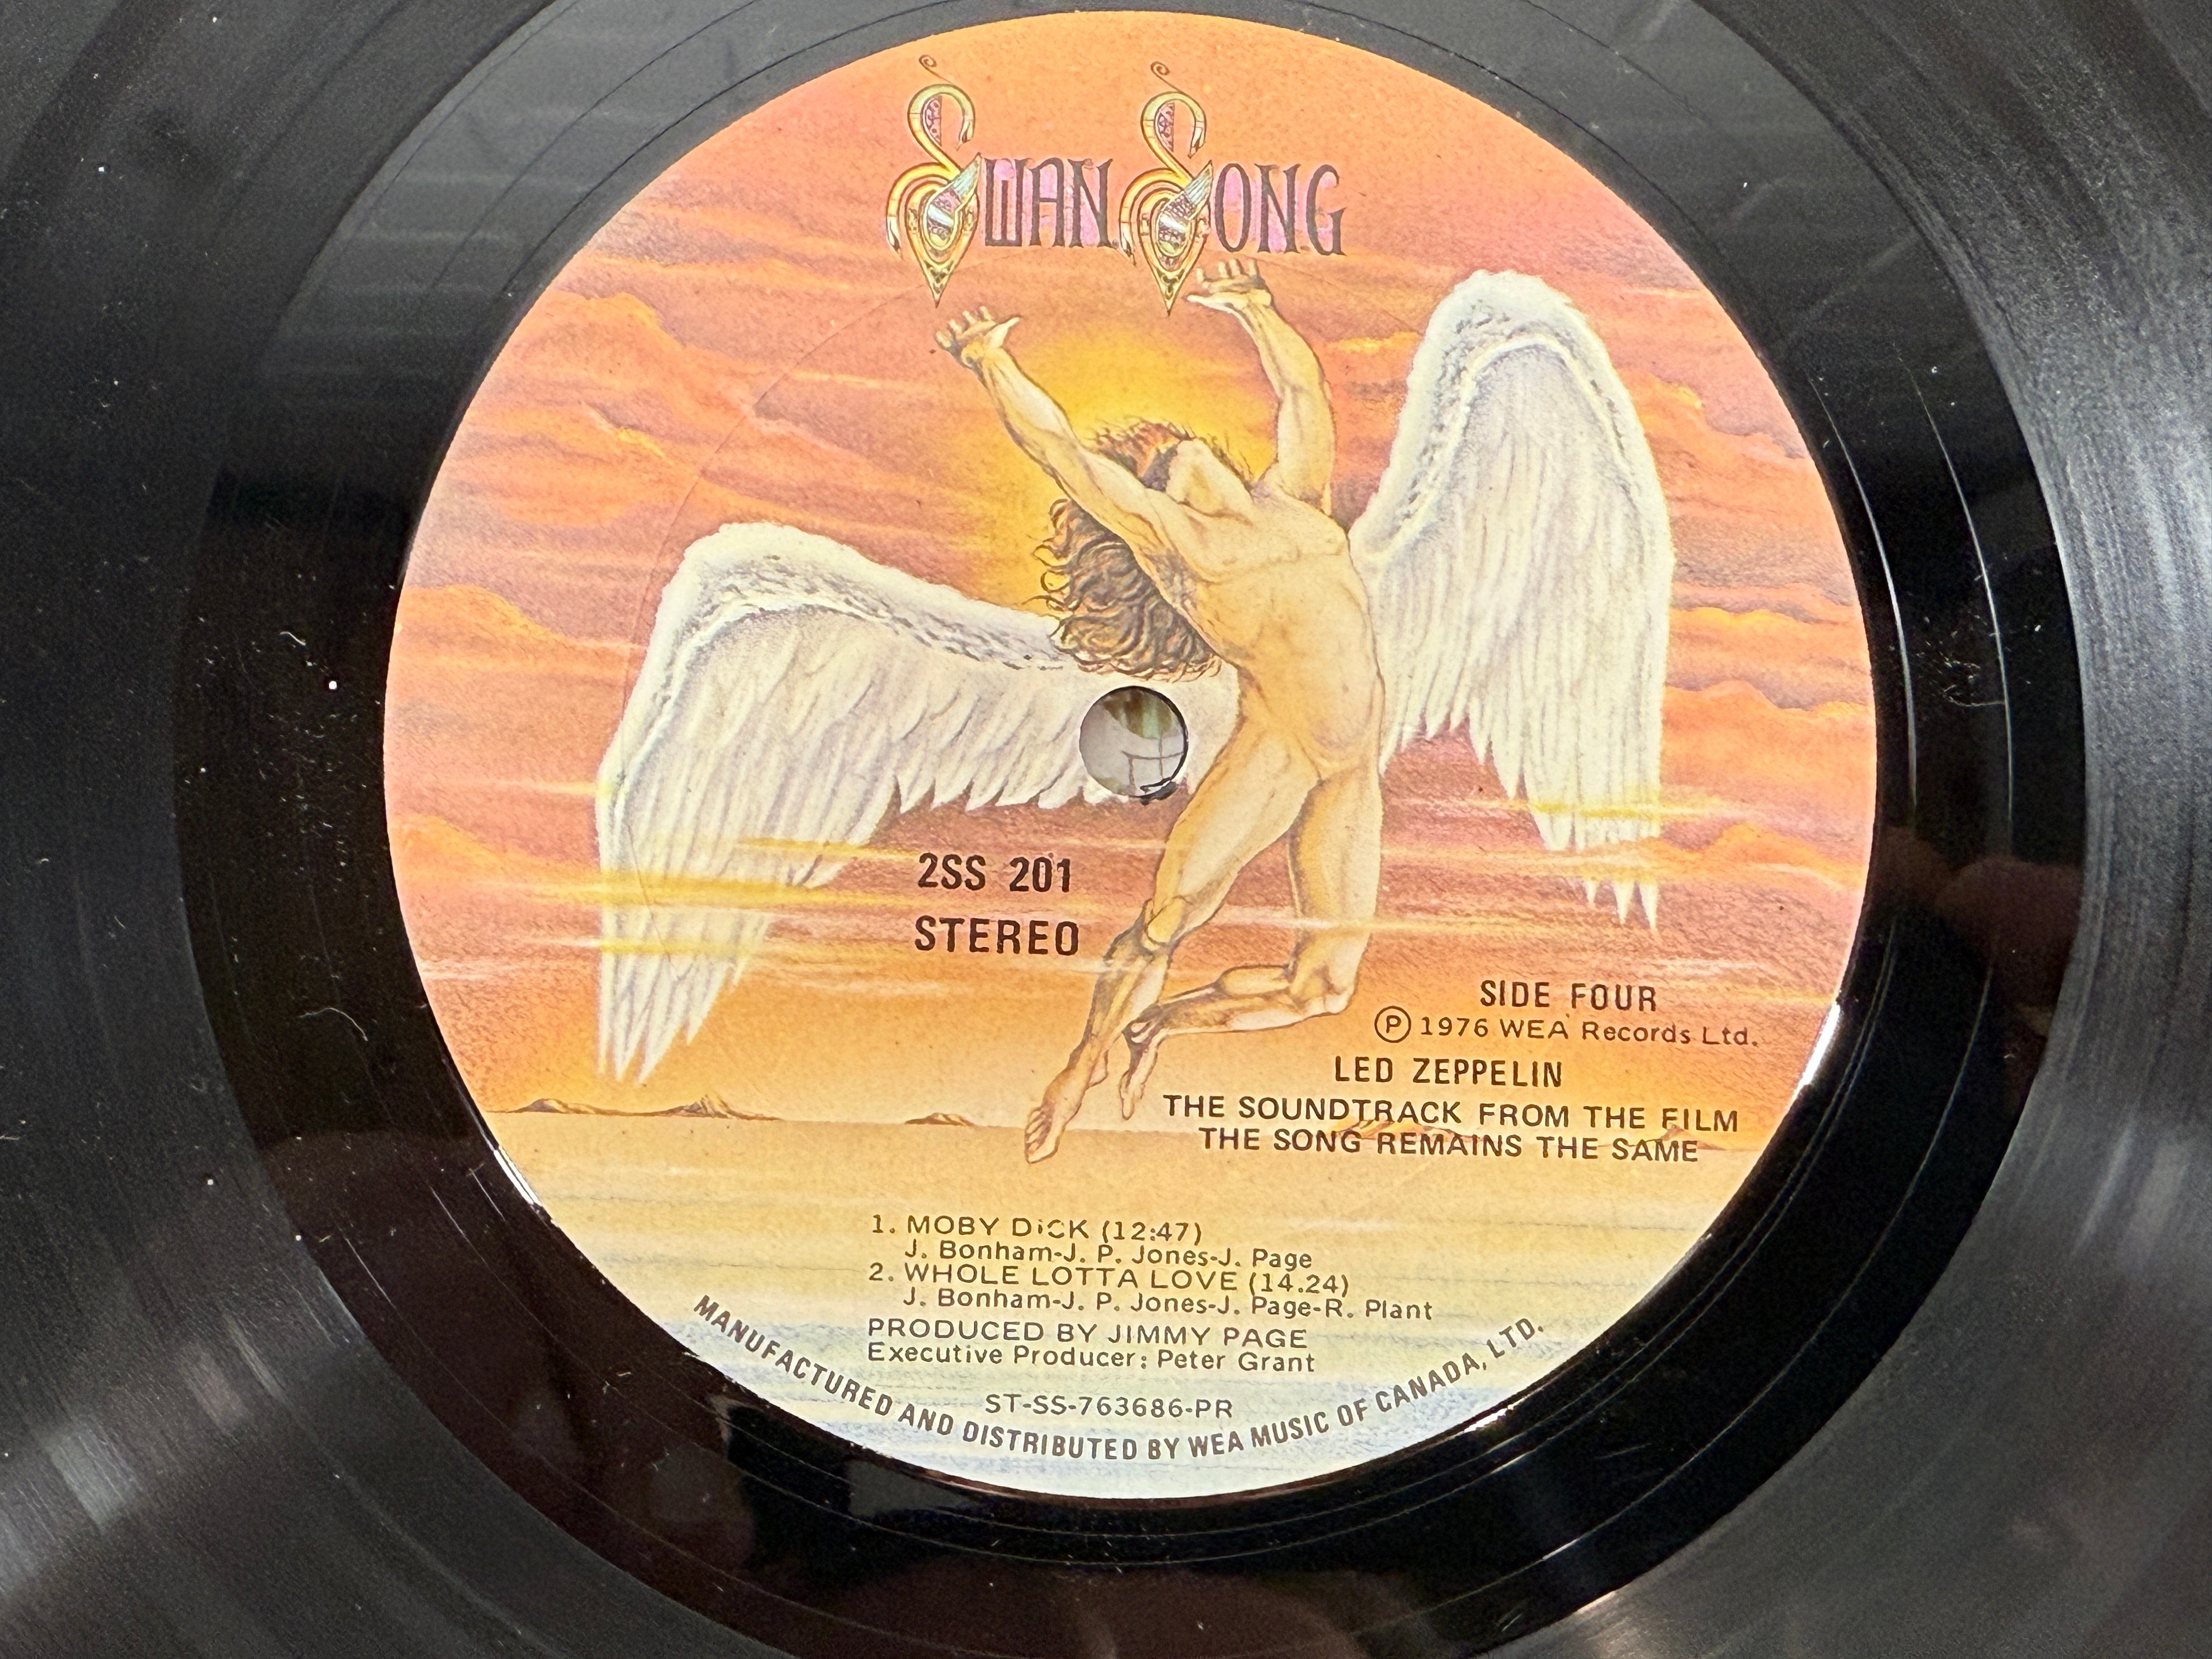 SWAN SONG
2SS 201
STEREO
SIDE FOUR
Ⓟ 1976 WEA Records Ltd.
LED ZEPPELIN
THE SOUNDTRACK FROM THE FILM
THE SONG REMAINS THE SAME
1. MOBY DiCK (12:47)
J. Bonham-J. P. Jones-J. Page
2. WHOLE LOTTA LOVE (14.24)
J. Bonham-J. P. Jones-J. Page-R. Plant
PRODUCED BY JIMMY PAGE
Executive Producer: Peter Grant
ST-SS-763686-PR
MANUFACTURED AND DISTRIBUTED BY WEA MUSIC OF CANADA, LTD.